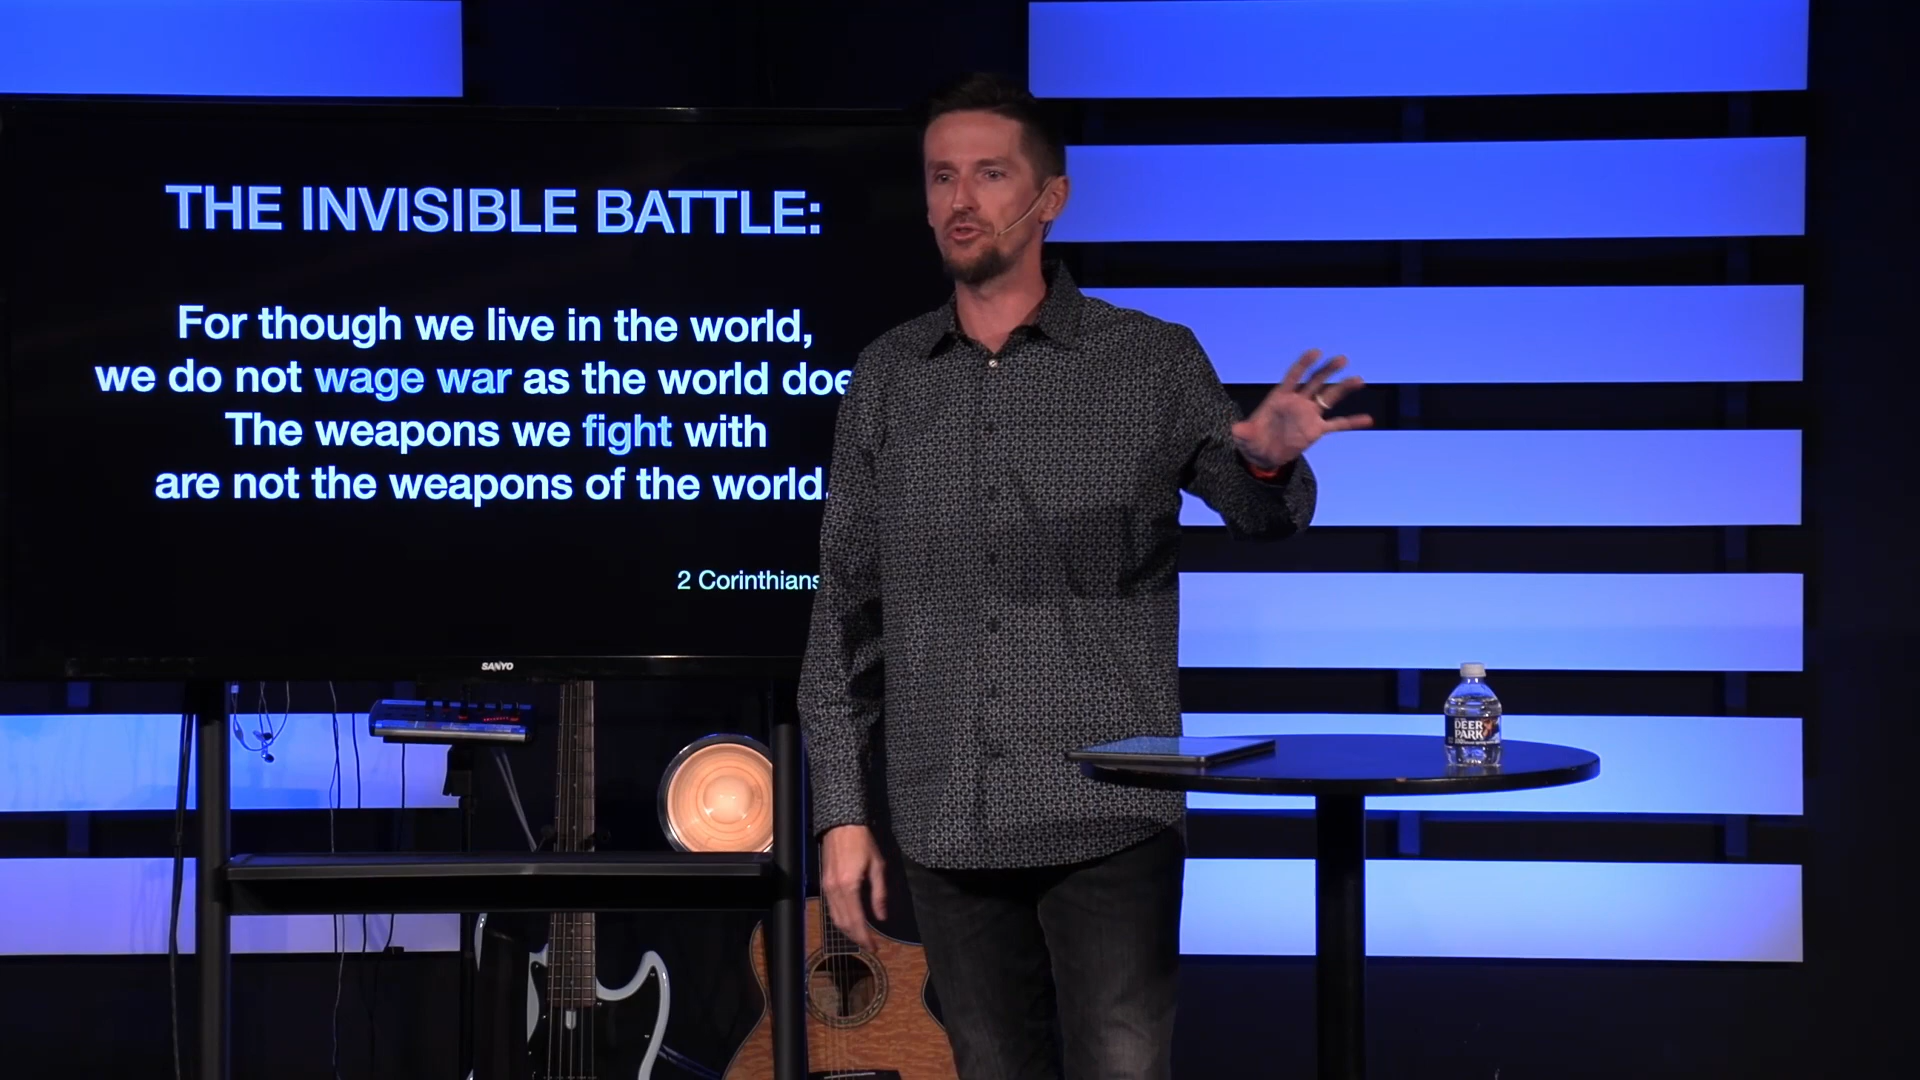 THE INVISIBLE BATTLE:
For though we live in the world,
we do not wage war as the world doe
The weapons we fight with
are not the weapons of the world.
2 Corinthians
SANYO
DEER
PARK